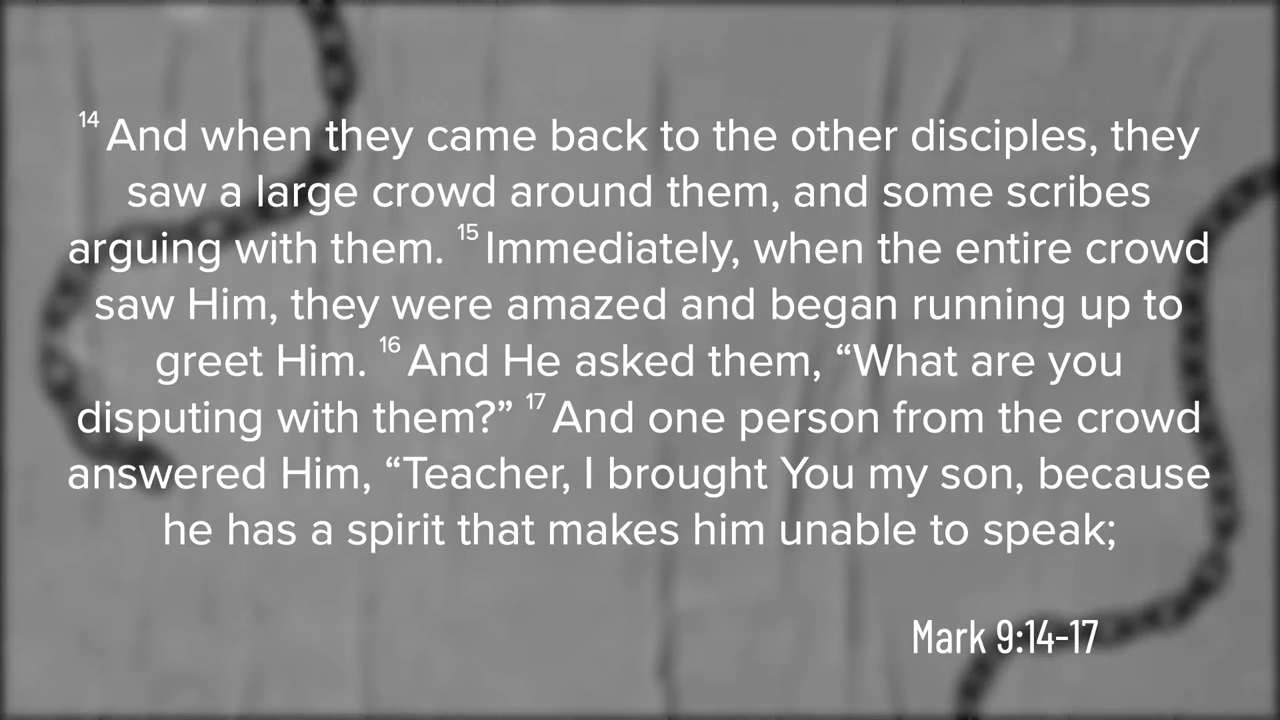 14 And when they came back to the other disciples, they
saw a large crowd around them, and some scribes
arguing with them. 15 Immediately, when the entire crowd
saw Him, they were amazed and began running up to
greet Him. 16 And He asked them, “What are you
disputing with them?” 17 And one person from the crowd
answered Him, “Teacher, I brought You my son, because
he has a spirit that makes him unable to speak;
Mark 9:14-17